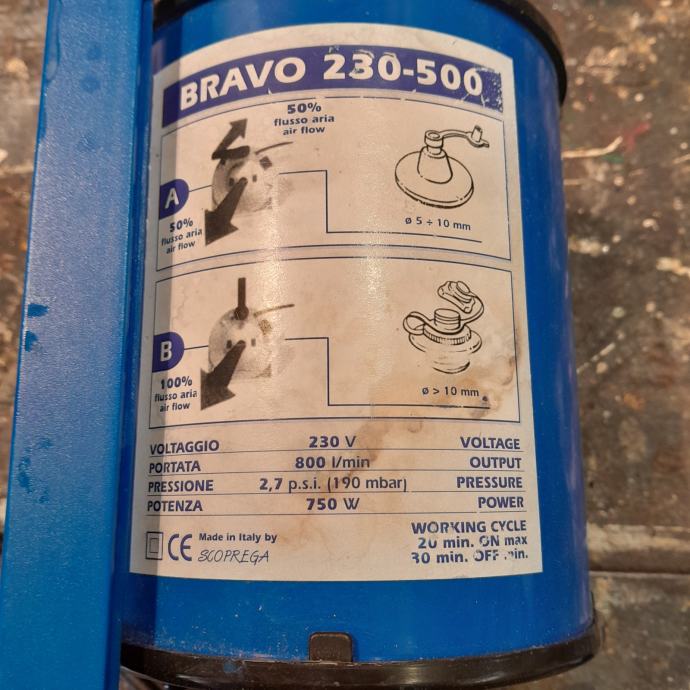 BRAVO 230-500
50%
flusso aria
air flow
A
50%
flusso aria
air flow
ø 5 ÷ 10 mm
B
100%
flusso aria
air flow
ø > 10 mm
VOLTAGGIO 230 V VOLTAGE
PORTATA 800 l/min OUTPUT
PRESSIONE 2,7 p.s.i. (190 mbar) PRESSURE
POTENZA 750 W POWER
WORKING CYCLE
20 min. ON max
30 min. OFF min.
CE Made in Italy by
SCOPREGA